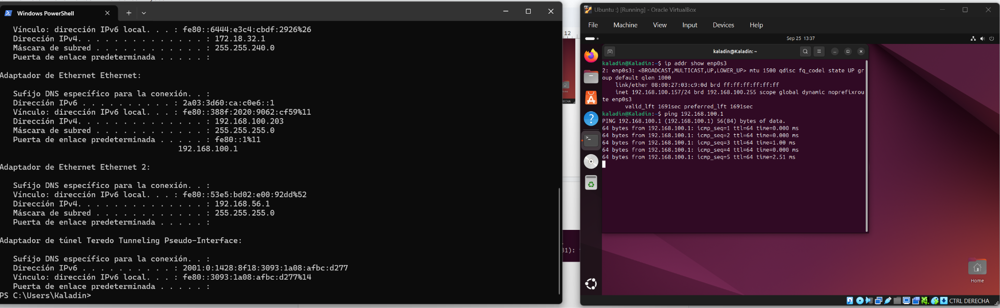 Windows PowerShell
Vínculo: dirección IPv6 local. . . : fe80::6444:e3c4:cbdf:2926%26
Dirección IPv4. . . . . . . . . . . . . . : 172.18.32.1
Máscara de subred . . . . . . . . . . . . : 255.255.240.0
Puerta de enlace predeterminada . . . . . :
Adaptador de Ethernet Ethernet:
Sufijo DNS específico para la conexión. . :
Dirección IPv6 . . . . . . . . . . : 2a03:3d60:ca:c0e6::1
Vínculo: dirección IPv6 local. . . : fe80::388f:2020:9062:cf59%11
Dirección IPv4. . . . . . . . . . . . . . : 192.168.100.203
Máscara de subred . . . . . . . . . . . . : 255.255.255.0
Puerta de enlace predeterminada . . . . . : fe80::1%11
192.168.100.1
Adaptador de Ethernet Ethernet 2:
Sufijo DNS específico para la conexión. . :
Vínculo: dirección IPv6 local. . . : fe80::53e5:bd02:e00:92dd%52
Dirección IPv4. . . . . . . . . . . . . . : 192.168.56.1
Máscara de subred . . . . . . . . . . . . : 255.255.255.0
Puerta de enlace predeterminada . . . . . :
Adaptador de túnel Teredo Tunneling Pseudo-Interface:
Sufijo DNS específico para la conexión. . :
Dirección IPv6 . . . . . . . . . . : 2001:0:1428:8f18:3093:1a08:afbc:d277
Vínculo: dirección IPv6 local. . . : fe80::3093:1a08:afbc:d277%14
Puerta de enlace predeterminada . . . . . :
PS C:\Users\Kaladin>
12
31):
Ubuntu :) [Running] - Oracle VirtualBox
File Machine View Input Devices Help
Sep 25 13:37
kaladin@Kaladin: ~
kaladin@Kaladin:~$ ip addr show enp0s3
2: enp0s3: <BROADCAST,MULTICAST,UP,LOWER_UP> mtu 1500 qdisc fq_codel state UP gr
oup default qlen 1000
link/ether 08:00:27:03:c9:0d brd ff:ff:ff:ff:ff:ff
inet 192.168.100.157/24 brd 192.168.100.255 scope global dynamic noprefixrou
te enp0s3
valid_lft 1691sec preferred_lft 1691sec
kaladin@Kaladin:~$ ping 192.168.100.1
PING 192.168.100.1 (192.168.100.1) 56(84) bytes of data.
64 bytes from 192.168.100.1: icmp_seq=1 ttl=64 time=0.000 ms
64 bytes from 192.168.100.1: icmp_seq=2 ttl=64 time=0.000 ms
64 bytes from 192.168.100.1: icmp_seq=3 ttl=64 time=1.00 ms
64 bytes from 192.168.100.1: icmp_seq=4 ttl=64 time=0.000 ms
64 bytes from 192.168.100.1: icmp_seq=5 ttl=64 time=2.51 ms
Home
CTRL DERECHA